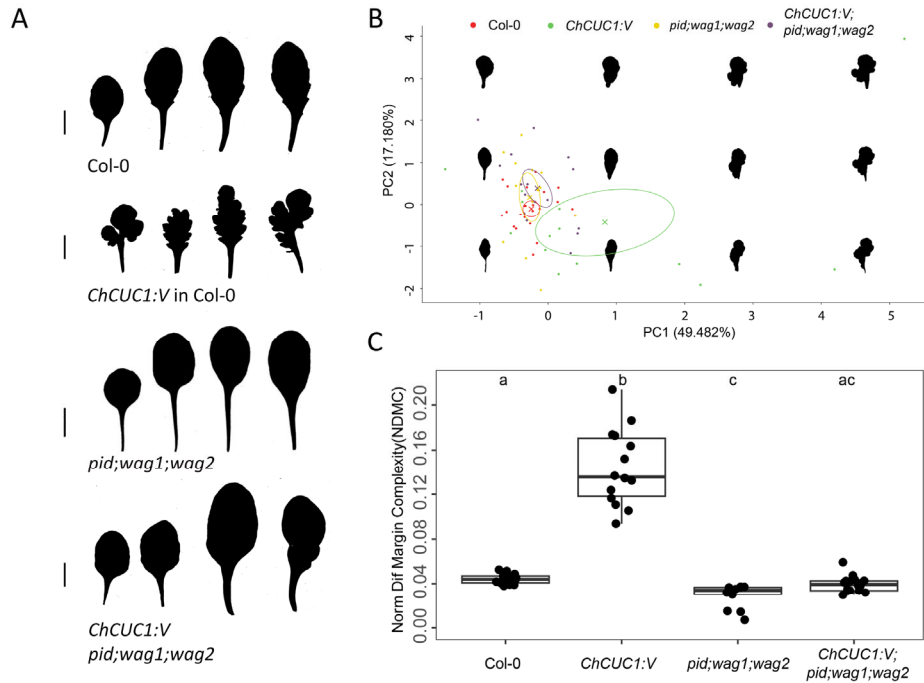 A
Col-0
ChCUC1:V in Col-0
pid;wag1;wag2
ChCUC1:V
pid;wag1;wag2
B
Col-0
ChCUC1:V
pid;wag1;wag2
ChCUC1:V;
pid;wag1;wag2
PC2 (17.180%)
4
3
2
1
0
-1
-2
-1
0
1
2
3
4
5
PC1 (49.482%)
C
Norm Dif Margin Complexity(NDMC)
0.20
0.16
0.12
0.08
0.04
0.00
a
b
c
ac
Col-0
ChCUC1:V
pid;wag1;wag2
ChCUC1:V;
pid;wag1;wag2